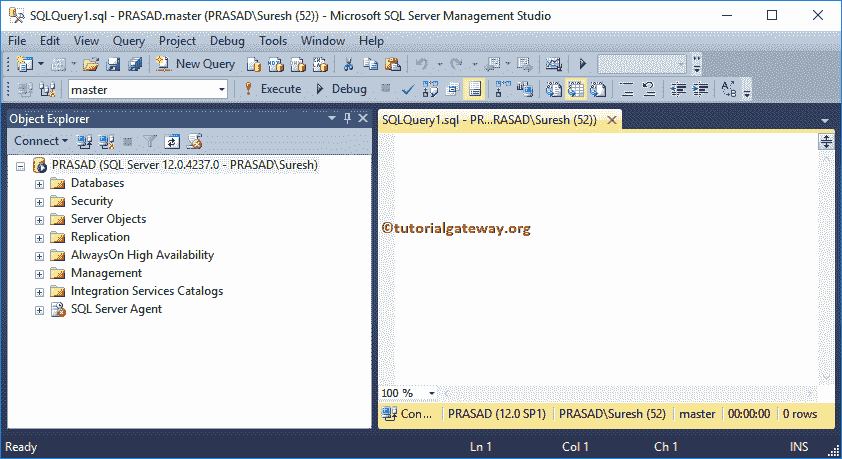 SQLQuery1.sql - PRASAD.master (PRASAD\Suresh (52)) - Microsoft SQL Server Management Studio
File Edit View Query Project Debug Tools Window Help
New Query
master Execute Debug
Object Explorer
SQLQuery1.sql - PR...RASAD\Suresh (52))
Connect
PRASAD (SQL Server 12.0.4237.0 - PRASAD\Suresh)
Databases
Security
Server Objects
Replication
AlwaysOn High Availability
Management
Integration Services Catalogs
SQL Server Agent
©tutorialgateway.org
100 %
Con... PRASAD (12.0 SP1) PRASAD\Suresh (52) master 00:00:00 0 rows
Ready Ln 1 Col 1 Ch 1 INS